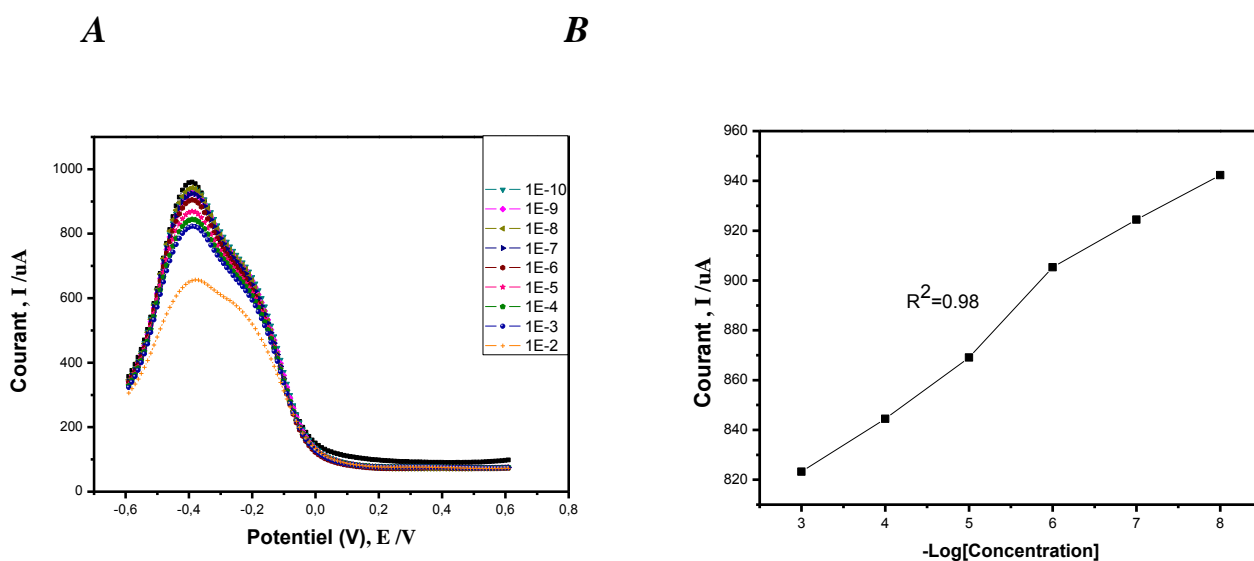 A
B
Courant , I /uA
1000
800
600
400
200
0
-0,6 -0,4 -0,2 0,0 0,2 0,4 0,6 0,8
Potentiel (V), E /V
1E-10
1E-9
1E-8
1E-7
1E-6
1E-5
1E-4
1E-3
1E-2
Courant , I /uA
960
940
920
900
880
860
840
820
R²=0.98
3 4 5 6 7 8
-Log[Concentration]